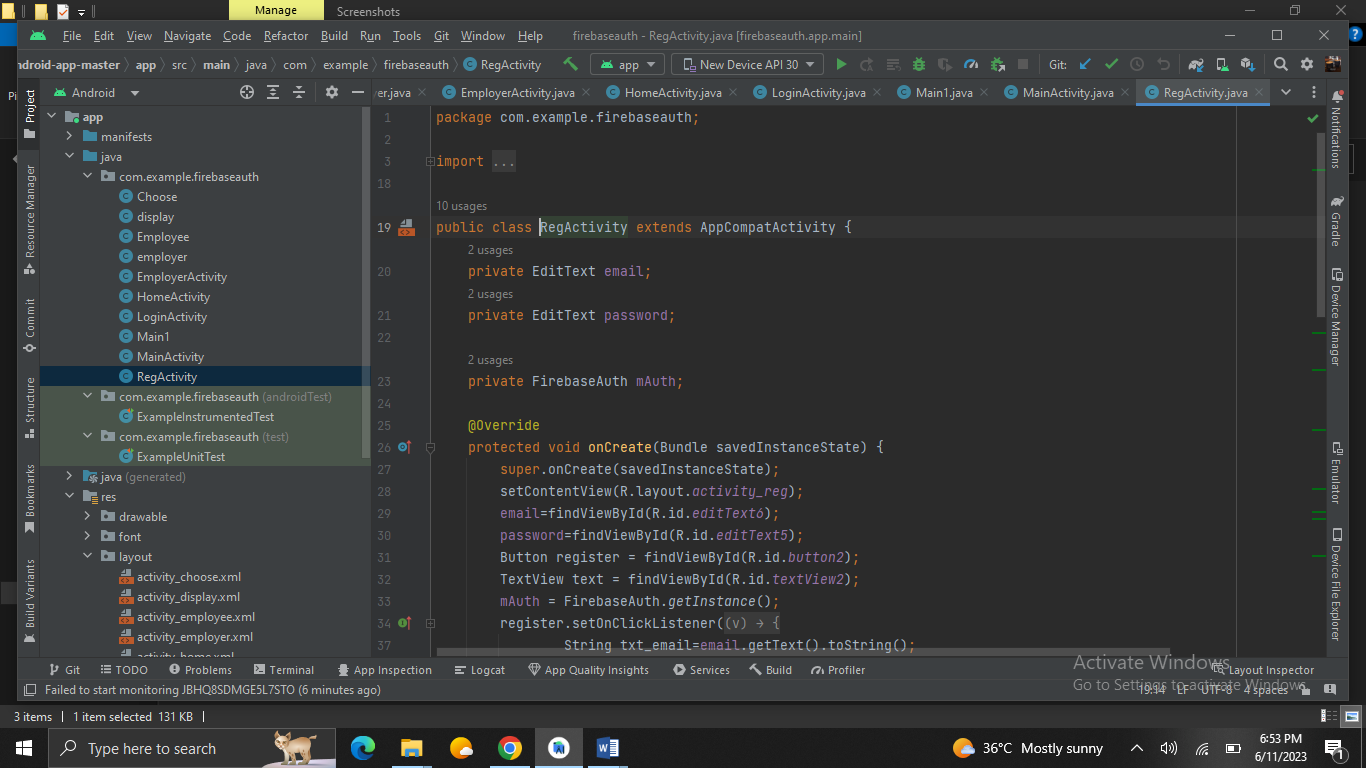 Manage
Screenshots
File Edit View Navigate Code Refactor Build Run Tools Git Window Help firebaseauth - RegActivity.java [firebaseauth.app.main]
ndroid-app-master app src main java com example firebaseauth RegActivity app New Device API 30 Git:
Android
er.java EmployerActivity.java HomeActivity.java LoginActivity.java Main1.java MainActivity.java RegActivity.java
Project
Resource Manager
Commit
Structure
Bookmarks
Build Variants
app
manifests
java
com.example.firebaseauth
Choose
display
Employee
employer
EmployerActivity
HomeActivity
LoginActivity
Main1
MainActivity
RegActivity
com.example.firebaseauth (androidTest)
ExampleInstrumentedTest
com.example.firebaseauth (test)
ExampleUnitTest
java (generated)
res
drawable
font
layout
activity_choose.xml
activity_display.xml
activity_employee.xml
activity_employer.xml
activity_home.xml
1 package com.example.firebaseauth;
2
3 import ...
18
10 usages
19 public class RegActivity extends AppCompatActivity {
2 usages
20 private EditText email;
2 usages
21 private EditText password;
22
2 usages
23 private FirebaseAuth mAuth;
24
25 @Override
26 protected void onCreate(Bundle savedInstanceState) {
27 super.onCreate(savedInstanceState);
28 setContentView(R.layout.activity_reg);
29 email=findViewById(R.id.editText6);
30 password=findViewById(R.id.editText5);
31 Button register = findViewById(R.id.button2);
32 TextView text = findViewById(R.id.textView2);
33 mAuth = FirebaseAuth.getInstance();
34 register.setOnClickListener((v) → {
37 String txt_email=email.getText().toString();
Notifications
Gradle
Device Manager
Emulator
Device File Explorer
Git TODO Problems Terminal App Inspection Logcat App Quality Insights Services Build Profiler Layout Inspector
Activate Windows
Go to Settings to activate Windows.
Failed to start monitoring JBHQ8SDMGE5L7STO (6 minutes ago) 19:14 LF UTF-8 4 spaces
3 items 1 item selected 131 KB
Type here to search
36°C Mostly sunny
6:53 PM
6/11/2023
1